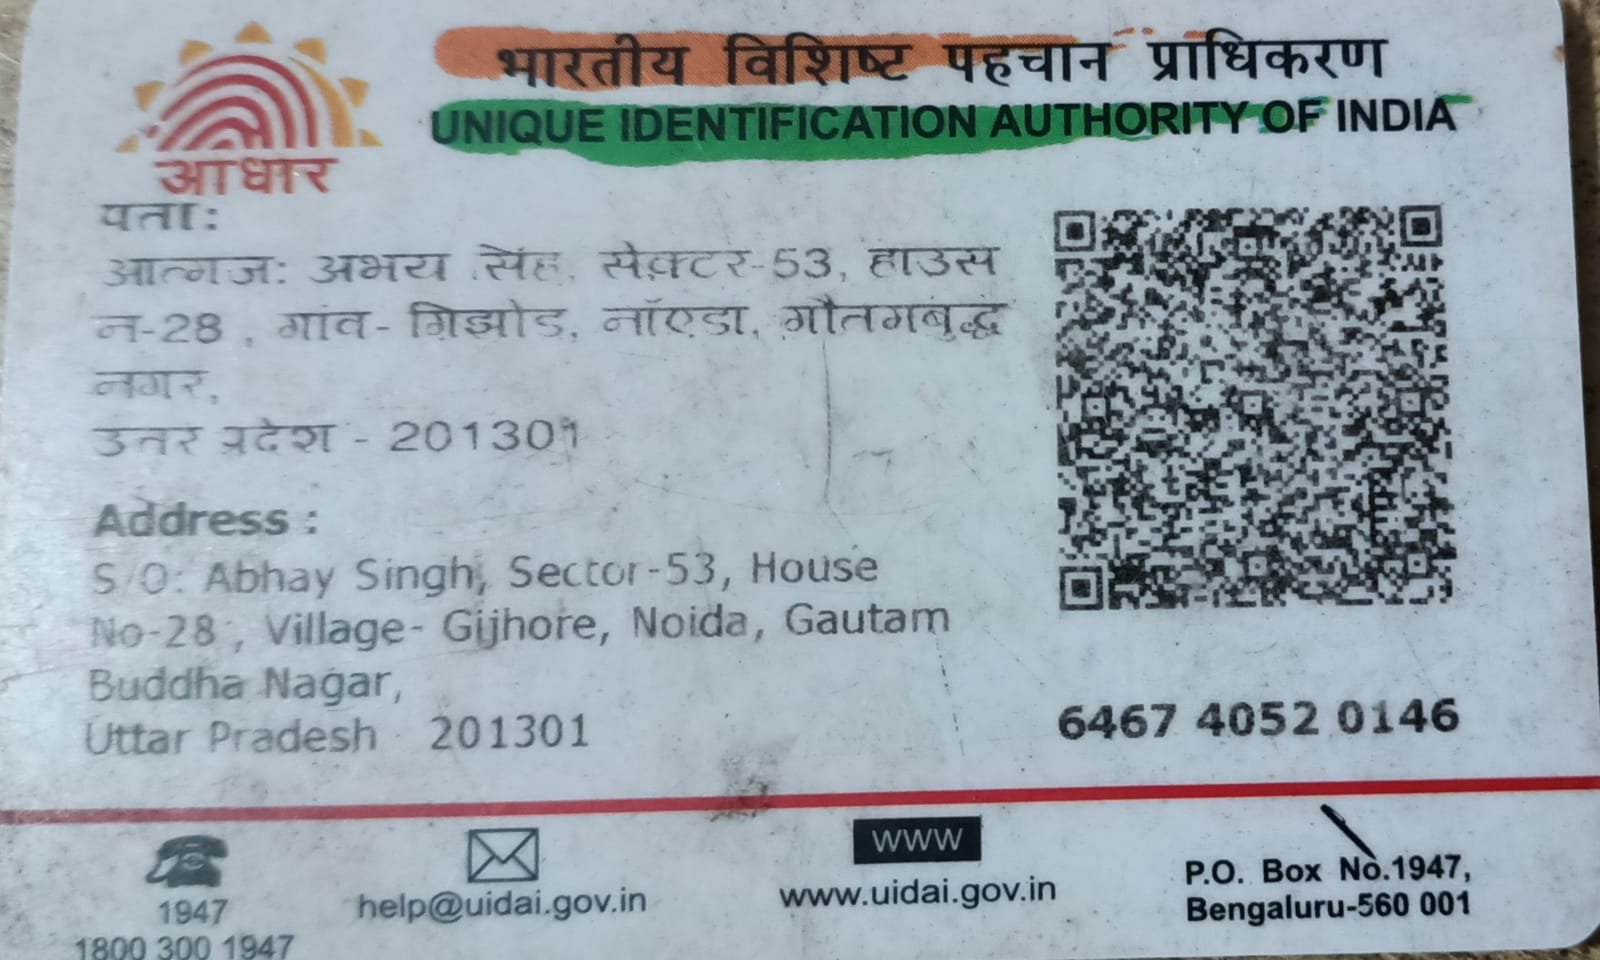 भारतीय विशिष्ट पहचान प्राधिकरण
UNIQUE IDENTIFICATION AUTHORITY OF INDIA
आधार
पता:
आत्मज: अभय सिंह, सेक्टर-53, हाउस
न-28 , गांव- गिझोड, नॉएडा, गौतमबुद्ध
नगर,
उत्तर प्रदेश - 201301
Address :
S/O: Abhay Singh, Sector-53, House
No-28 , Village- Gijhore, Noida, Gautam
Buddha Nagar,
Uttar Pradesh 201301
6467 4052 0146
1947
1800 300 1947
help@uidai.gov.in
WWW
www.uidai.gov.in
P.O. Box No.1947,
Bengaluru-560 001